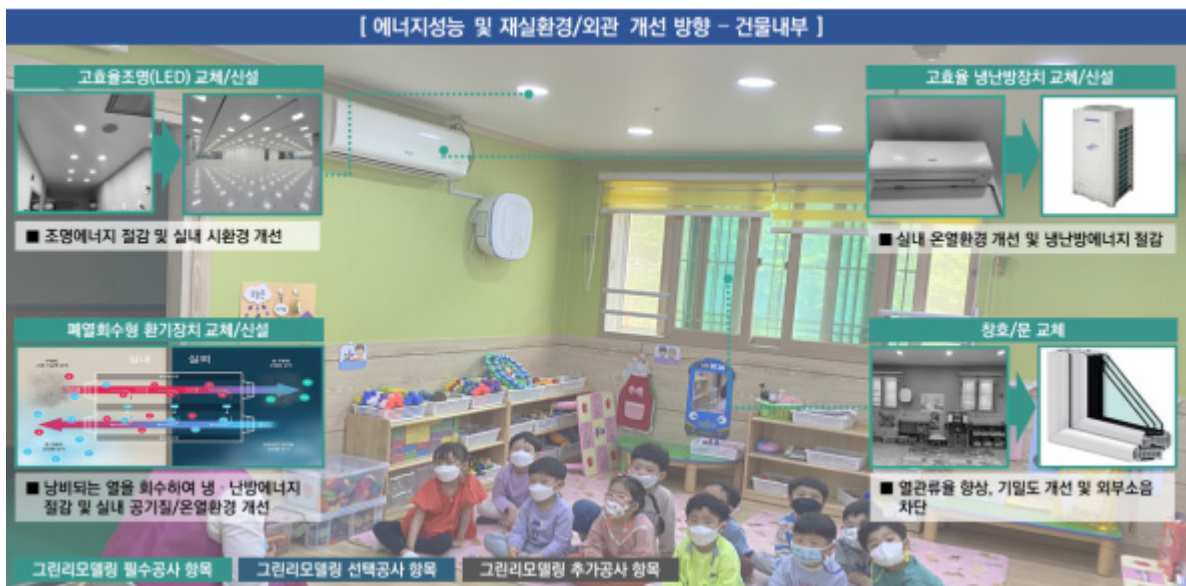 [ 에너지성능 및 재실환경/외관 개선 방향 – 건물내부 ]
고효율조명(LED) 교체/신설
■ 조명에너지 절감 및 실내 시환경 개선
고효율 냉난방장치 교체/신설
■ 실내 온열환경 개선 및 냉난방에너지 절감
폐열회수형 환기장치 교체/신설
실내 실외
■ 낭비되는 열을 회수하여 냉 · 난방에너지
절감 및 실내 공기질/온열환경 개선
창호/문 교체
■ 열관류율 향상, 기밀도 개선 및 외부소음
차단
그린리모델링 필수공사 항목
그린리모델링 선택공사 항목
그린리모델링 추가공사 항목